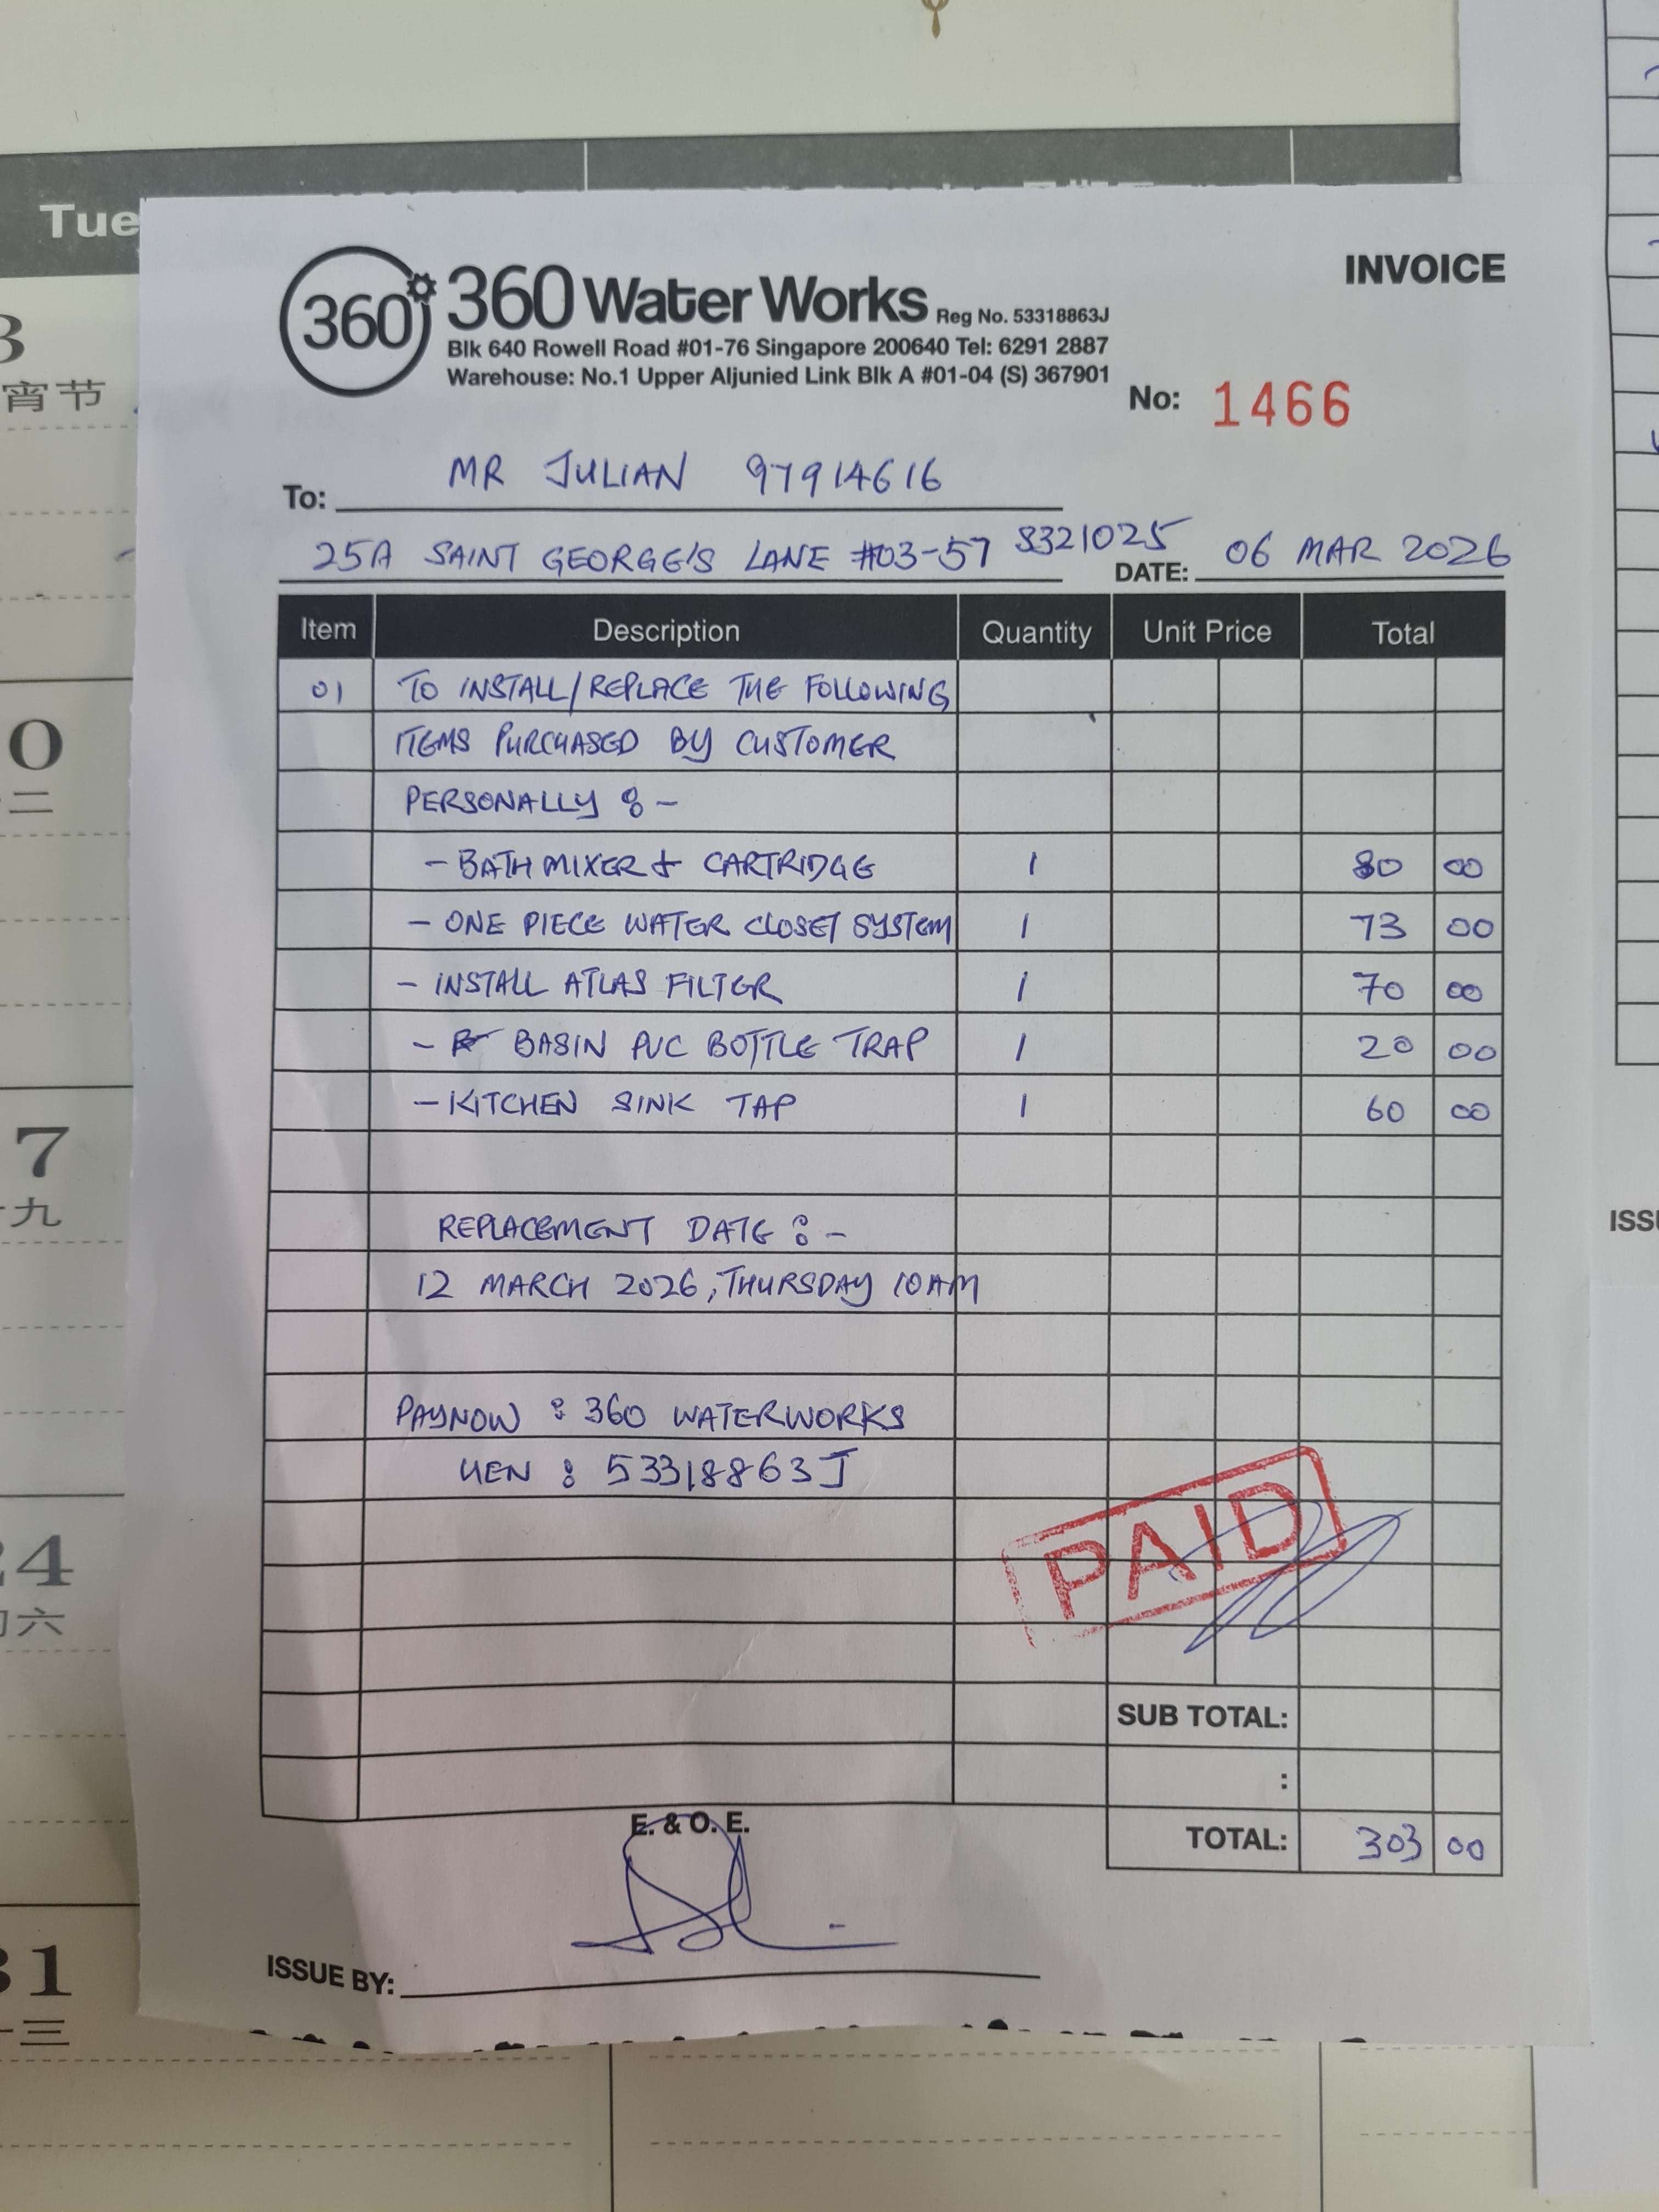 Tue
3
宵节
0
二
7
九
24
初六
31
十三
360
360 Water Works Reg No. 53318863J
Blk 640 Rowell Road #01-76 Singapore 200640 Tel: 6291 2887
Warehouse: No.1 Upper Aljunied Link Blk A #01-04 (S) 367901
INVOICE
No: 1466
To: MR JULIAN 97914616
25A SAINT GEORGE'S LANE #03-57 S321025
DATE: 06 MAR 2026
Item Description Quantity Unit Price Total
01 TO INSTALL/REPLACE THE FOLLOWING
ITEMS PURCHASED BY CUSTOMER
PERSONALLY :-
- BATH MIXER & CARTRIDGE 1 80 00
- ONE PIECE WATER CLOSET SYSTEM 1 73 00
- INSTALL ATLAS FILTER 1 70 00
- BASIN PVC BOTTLE TRAP 1 20 00
- KITCHEN SINK TAP 1 60 00
REPLACEMENT DATE :-
12 MARCH 2026, THURSDAY 10AM
PAYNOW : 360 WATERWORKS
UEN : 53318863J
PAID
SUB TOTAL:
:
E. & O. E.
TOTAL: 303 00
ISSUE BY:
ISSU